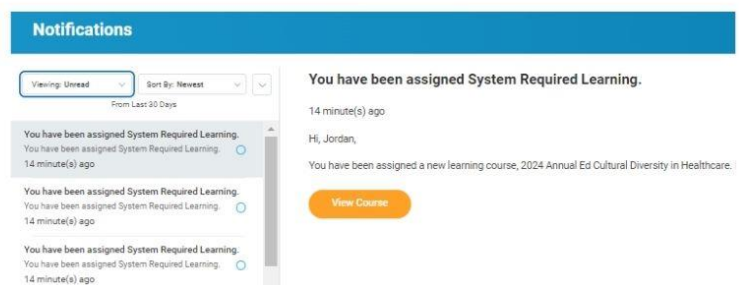 Notifications
Viewing: Unread
Sort By: Newest
From Last 30 Days
You have been assigned System Required Learning.
You have been assigned System Required Learning.
14 minute(s) ago
You have been assigned System Required Learning.
You have been assigned System Required Learning.
14 minute(s) ago
You have been assigned System Required Learning.
You have been assigned System Required Learning.
14 minute(s) ago
You have been assigned System Required Learning.
14 minute(s) ago
Hi, Jordan,
You have been assigned a new learning course, 2024 Annual Ed Cultural Diversity in Healthcare.
View Course